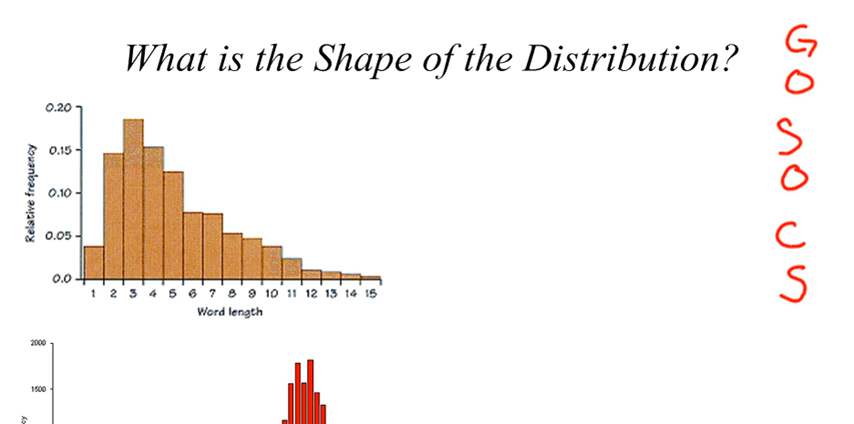 What is the Shape of the Distribution?
G
O
S
O
C
S
0.20
0.15
0.10
0.05
0.0
Relative frequency
1 2 3 4 5 6 7 8 9 10 11 12 13 14 15
Word length
2000
1500